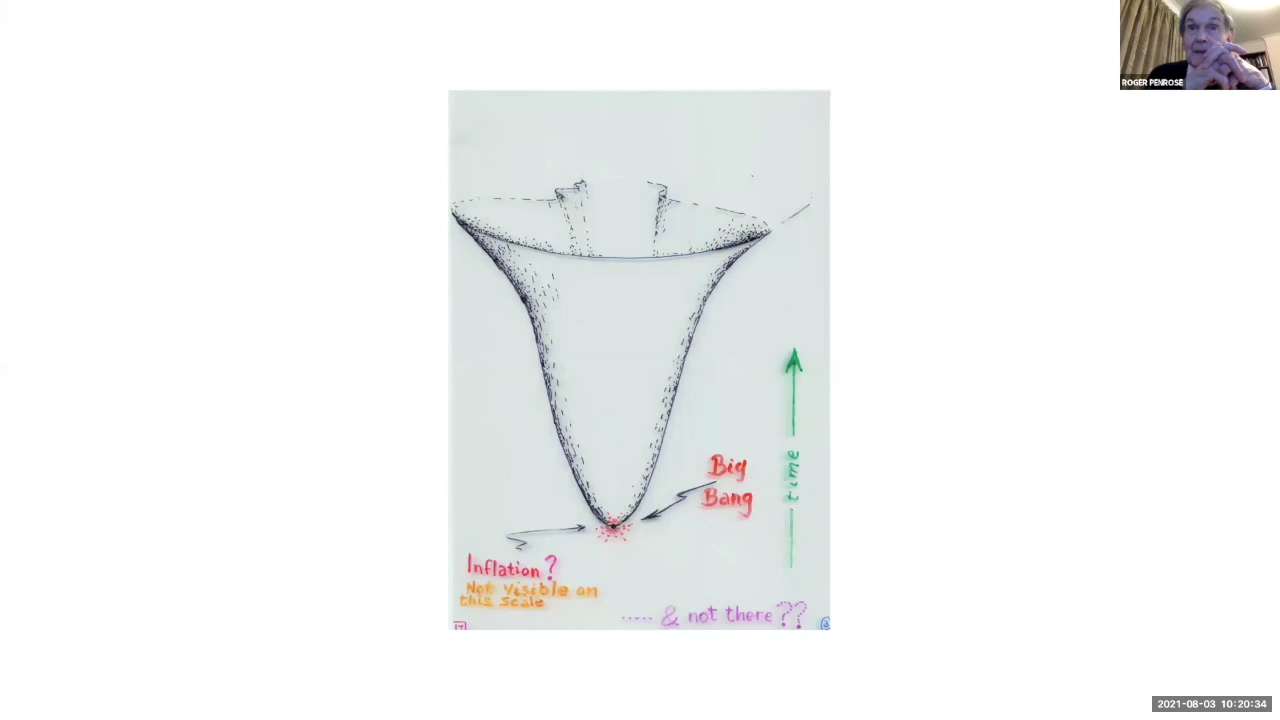 ROGER PENROSE
Big
Bang
time
Inflation?
Not visible on
this scale
..... & not there??
7
2021-08-03 10:20:34